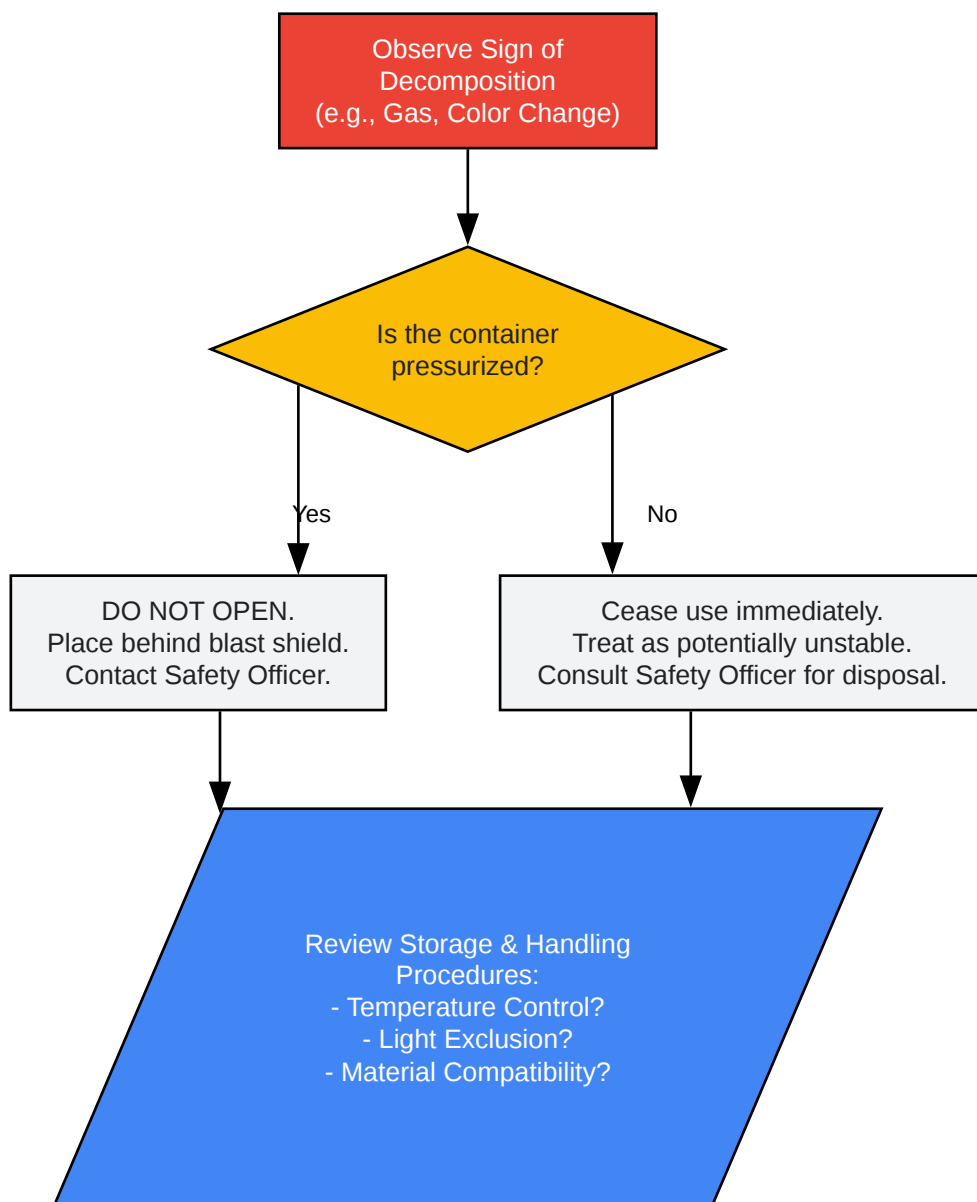 Observe Sign of
Decomposition
(e.g., Gas, Color Change)
Is the container
pressurized?
Yes
No
DO NOT OPEN.
Place behind blast shield.
Contact Safety Officer.
Cease use immediately.
Treat as potentially unstable.
Consult Safety Officer for disposal.
Review Storage & Handling
Procedures:
- Temperature Control?
- Light Exclusion?
- Material Compatibility?